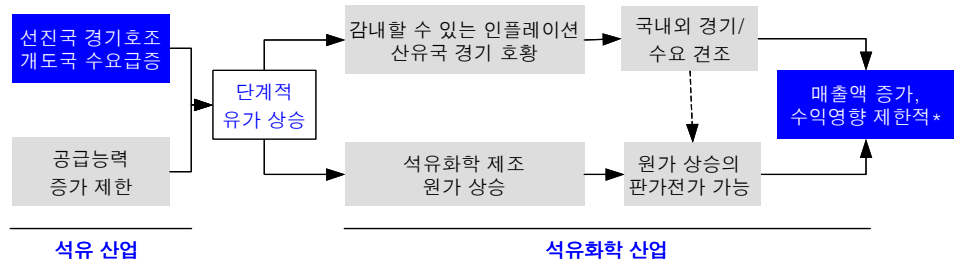 선진국 경기호조
개도국 수요급증
공급능력
증가 제한
단계적
유가 상승
감내할 수 있는 인플레이션
산유국 경기 호황
국내외 경기/
수요 견조
석유화학 제조
원가 상승
원가 상승의
판가전가 가능
매출액 증가,
수익영향 제한적*
석유 산업
석유화학 산업